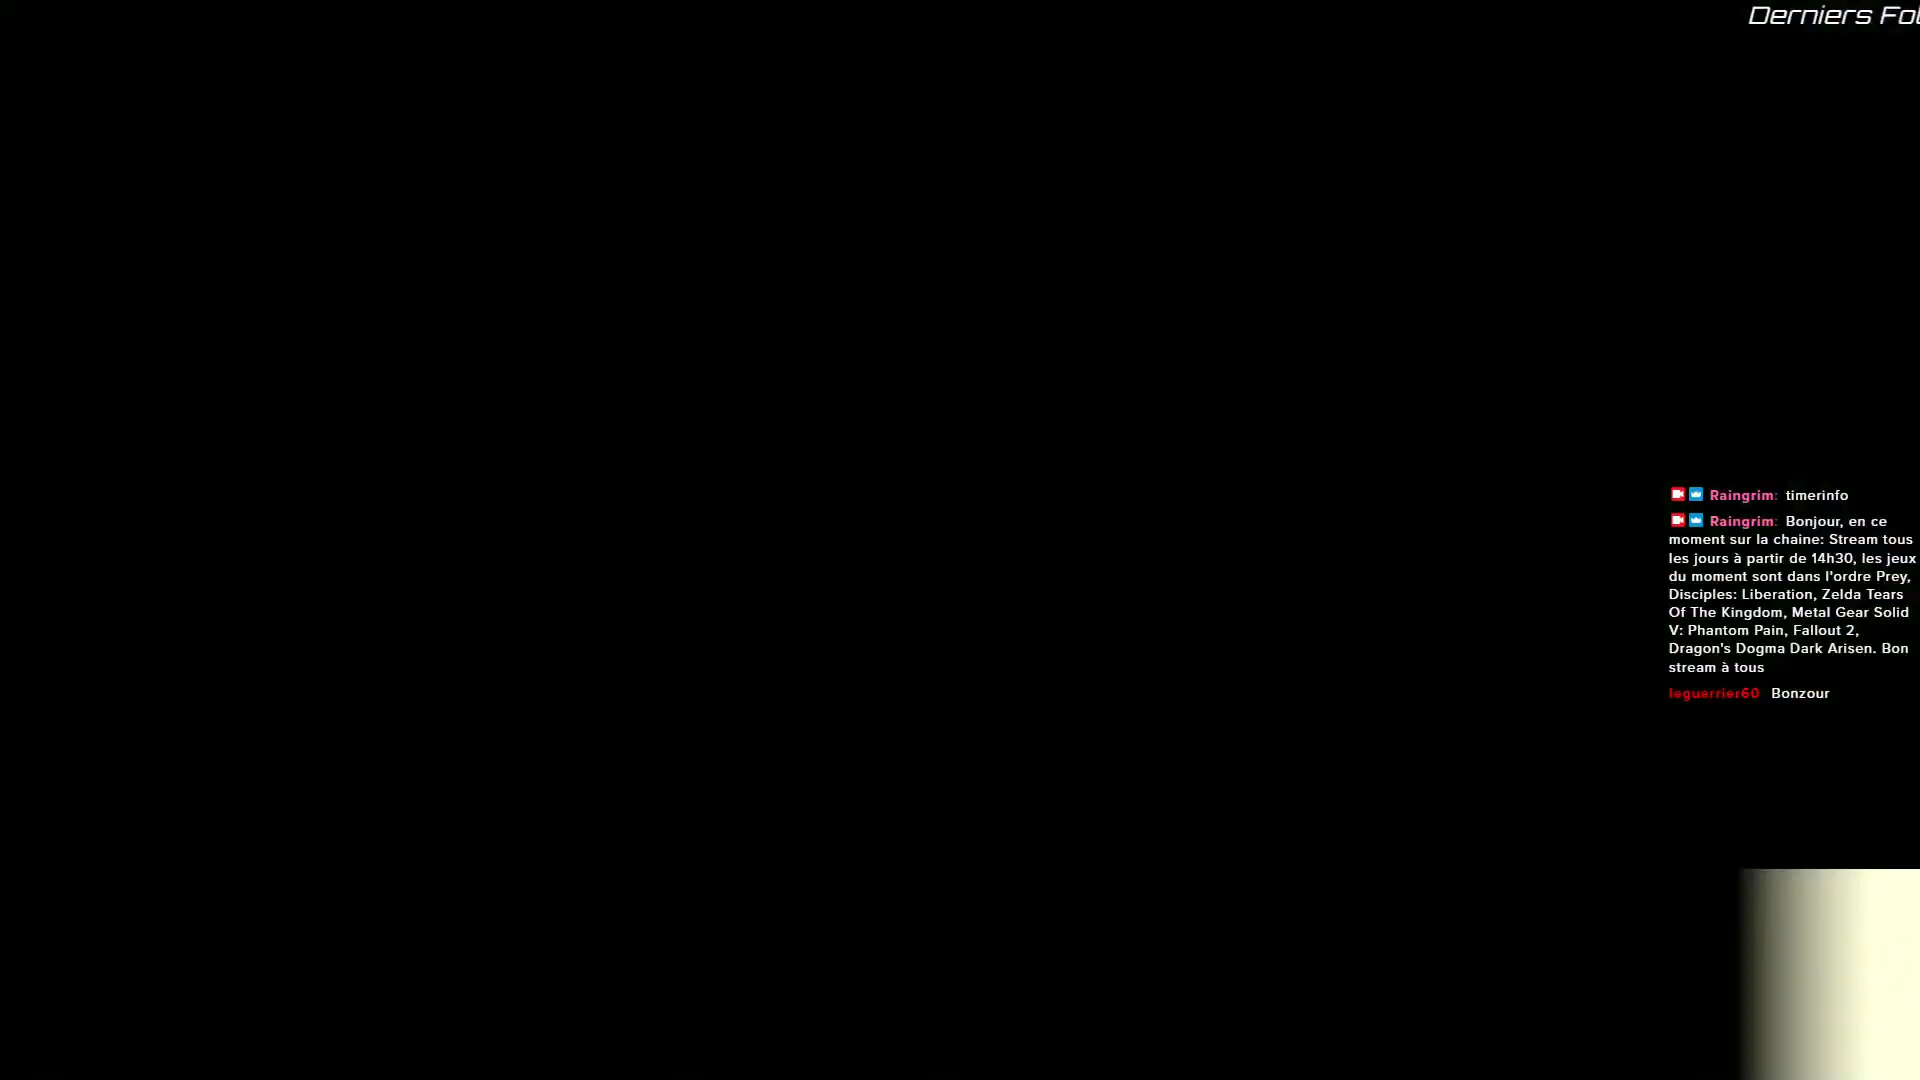 Derniers Fol
Raingrim: timerinfo
Raingrim: Bonjour, en ce
moment sur la chaine: Stream tous
les jours à partir de 14h30, les jeux
du moment sont dans l'ordre Prey,
Disciples: Liberation, Zelda Tears
Of The Kingdom, Metal Gear Solid
V: Phantom Pain, Fallout 2,
Dragon's Dogma Dark Arisen. Bon
stream à tous
leguerrier60 Bonzour